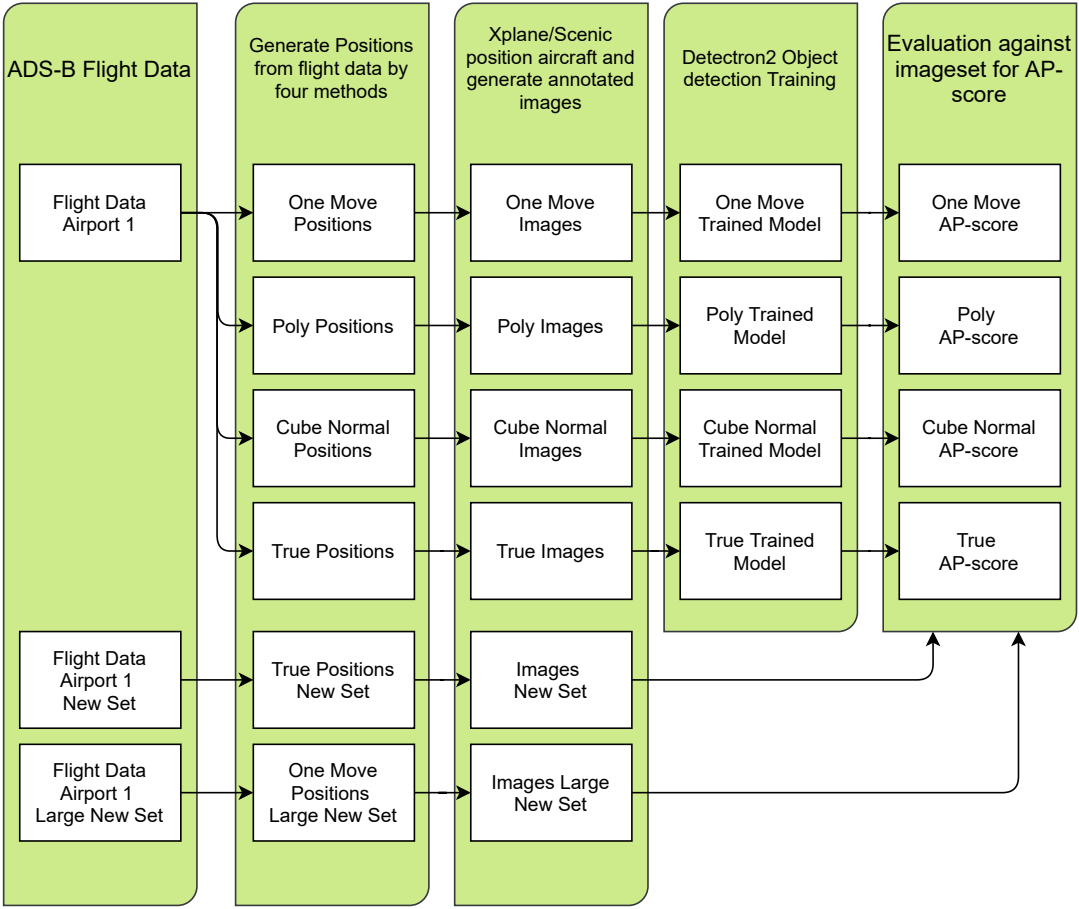 ADS-B Flight Data
Generate Positions
from flight data by
four methods
Xplane/Scenic
position aircraft and
generate annotated
images
Detectron2 Object
detection Training
Evaluation against
imageset for AP-
score
Flight Data
Airport 1
One Move
Positions
One Move
Images
One Move
Trained Model
One Move
AP-score
Poly Positions
Poly Images
Poly Trained
Model
Poly
AP-score
Cube Normal
Positions
Cube Normal
Images
Cube Normal
Trained Model
Cube Normal
AP-score
True Positions
True Images
True Trained
Model
True
AP-score
Flight Data
Airport 1
New Set
True Positions
New Set
Images
New Set
Flight Data
Airport 1
Large New Set
One Move
Positions
Large New Set
Images Large
New Set